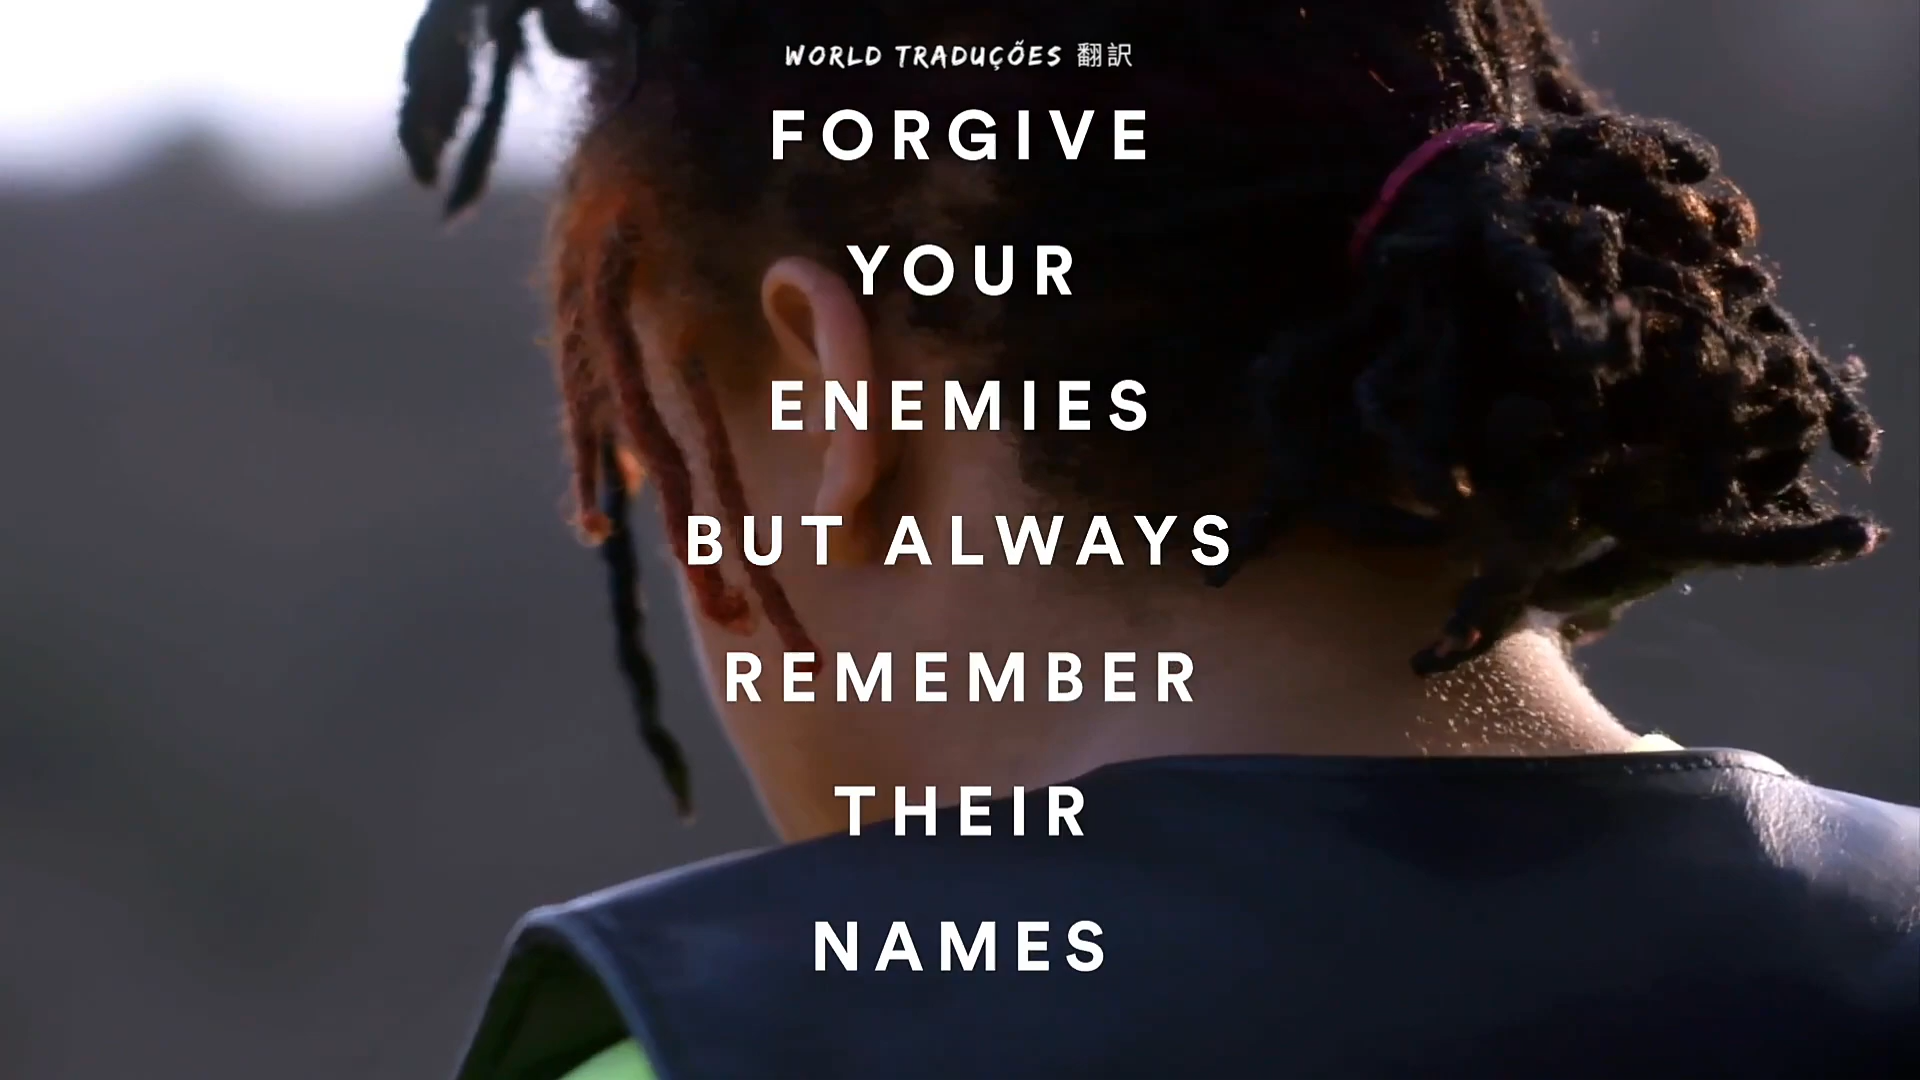 WORLD TRADUÇÕES 翻訳
FORGIVE
YOUR
ENEMIES
BUT ALWAYS
REMEMBER
THEIR
NAMES